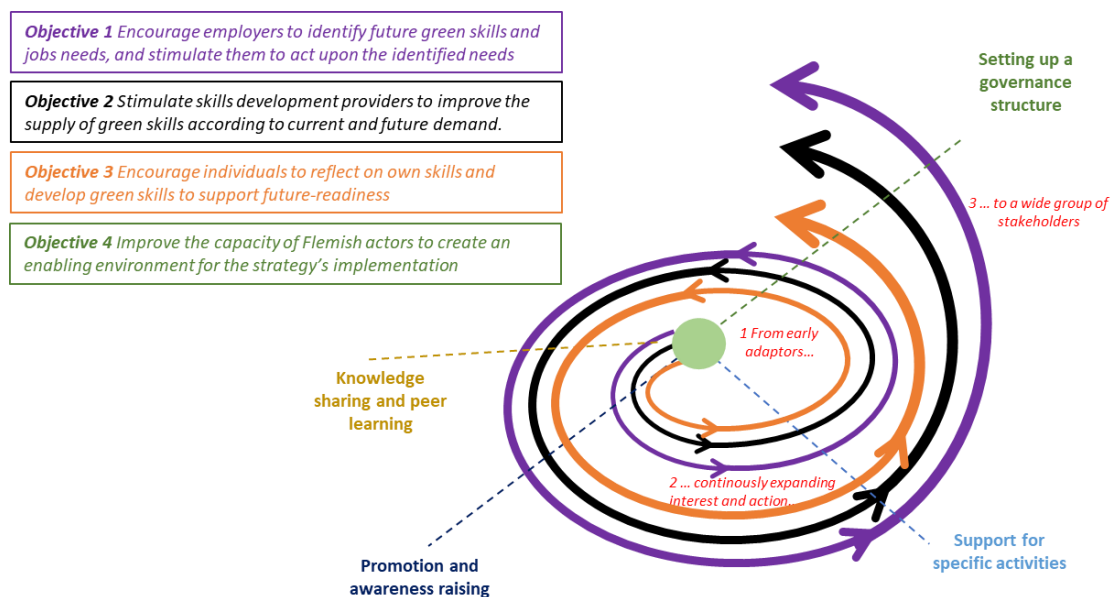 Objective 1 Encourage employers to identify future green skills and
jobs needs, and stimulate them to act upon the identified needs
Objective 2 Stimulate skills development providers to improve the
supply of green skills according to current and future demand.
Objective 3 Encourage individuals to reflect on own skills and
develop green skills to support future-readiness
Objective 4 Improve the capacity of Flemish actors to create an
enabling environment for the strategy's implementation
Setting up a
governance
structure
3 ... to a wide group of
stakeholders
1 From early
adaptors...
Knowledge
sharing and peer
learning
2 ... continously expanding
interest and action...
Support for
specific activities
Promotion and
awareness raising